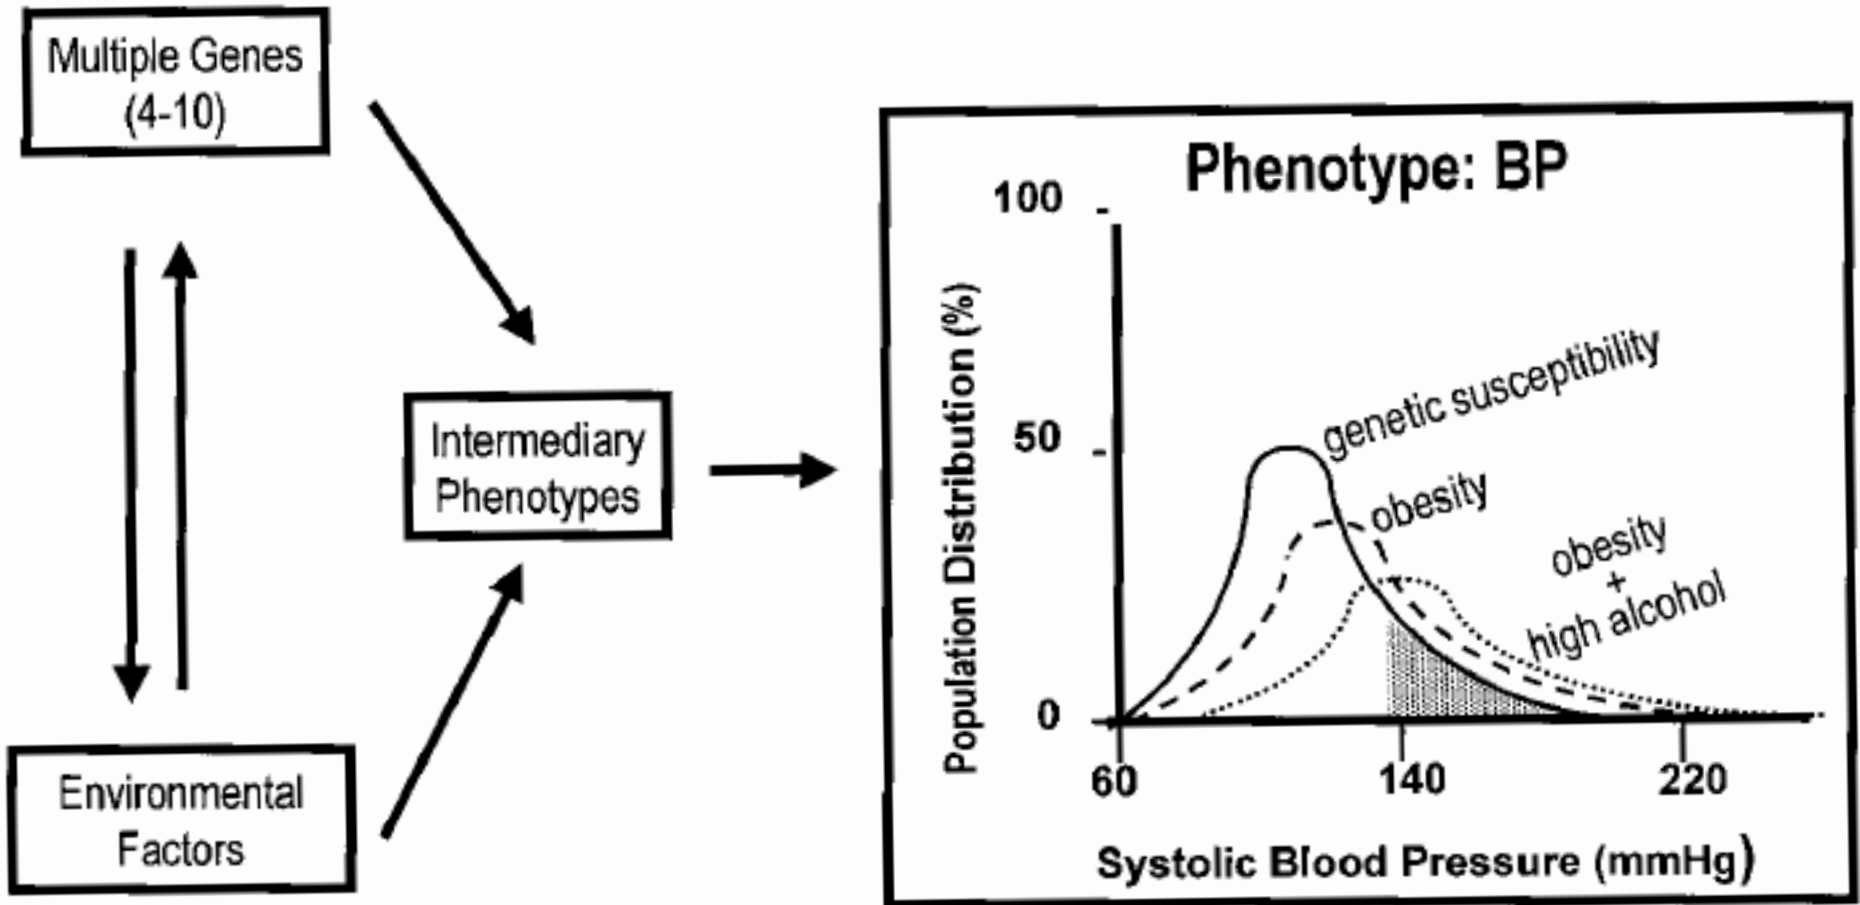 Multiple Genes
(4-10)
Environmental
Factors
Intermediary
Phenotypes
Phenotype: BP
100
50
0
Population Distribution (%)
genetic susceptibility
obesity
obesity
+
high alcohol
60
140
220
Systolic Blood Pressure (mmHg)